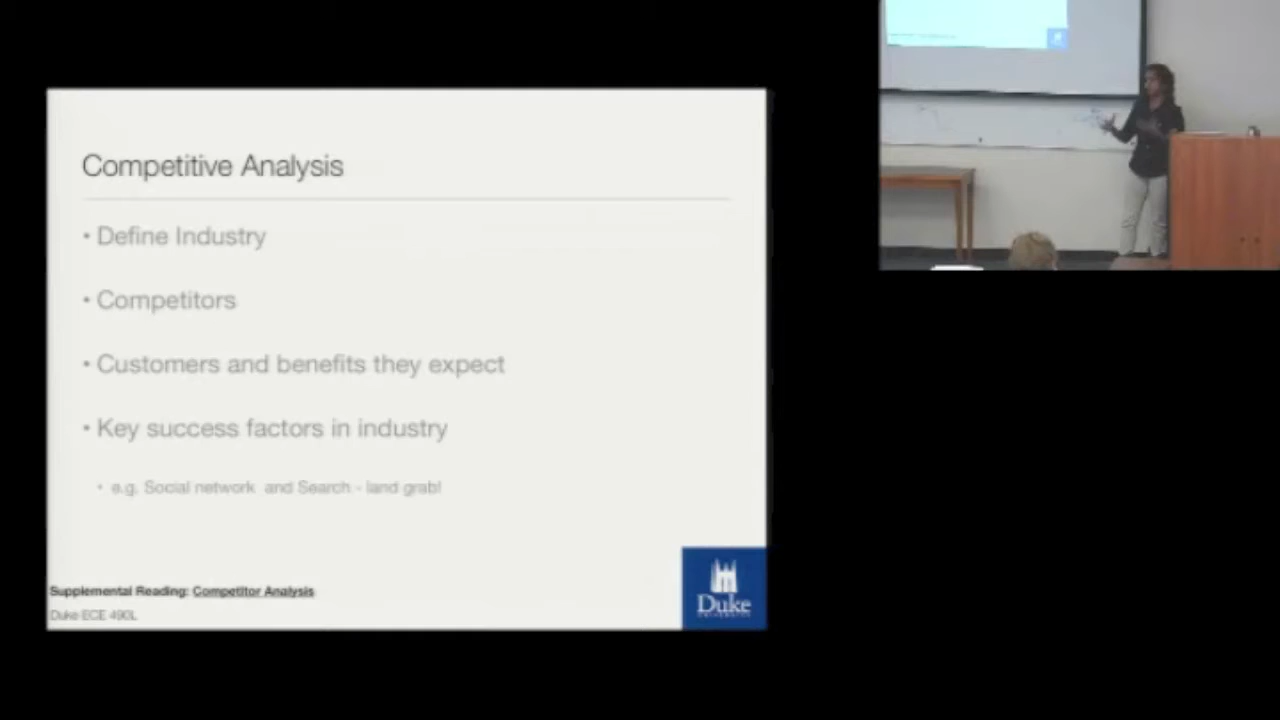 Competitive Analysis
• Define Industry
• Competitors
• Customers and benefits they expect
• Key success factors in industry
• e.g. Social network and Search - land grab!
Supplemental Reading: Competitor Analysis
Duke ECE 490L
Duke
UNIVERSITY